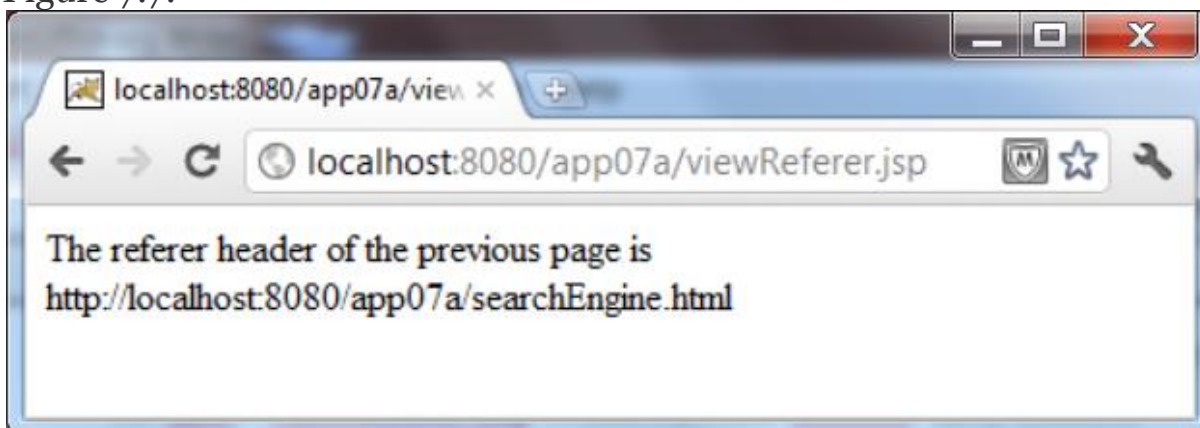 localhost:8080/app07a/view
localhost:8080/app07a/viewReferer.jsp
The referer header of the previous page is
http://localhost:8080/app07a/searchEngine.html